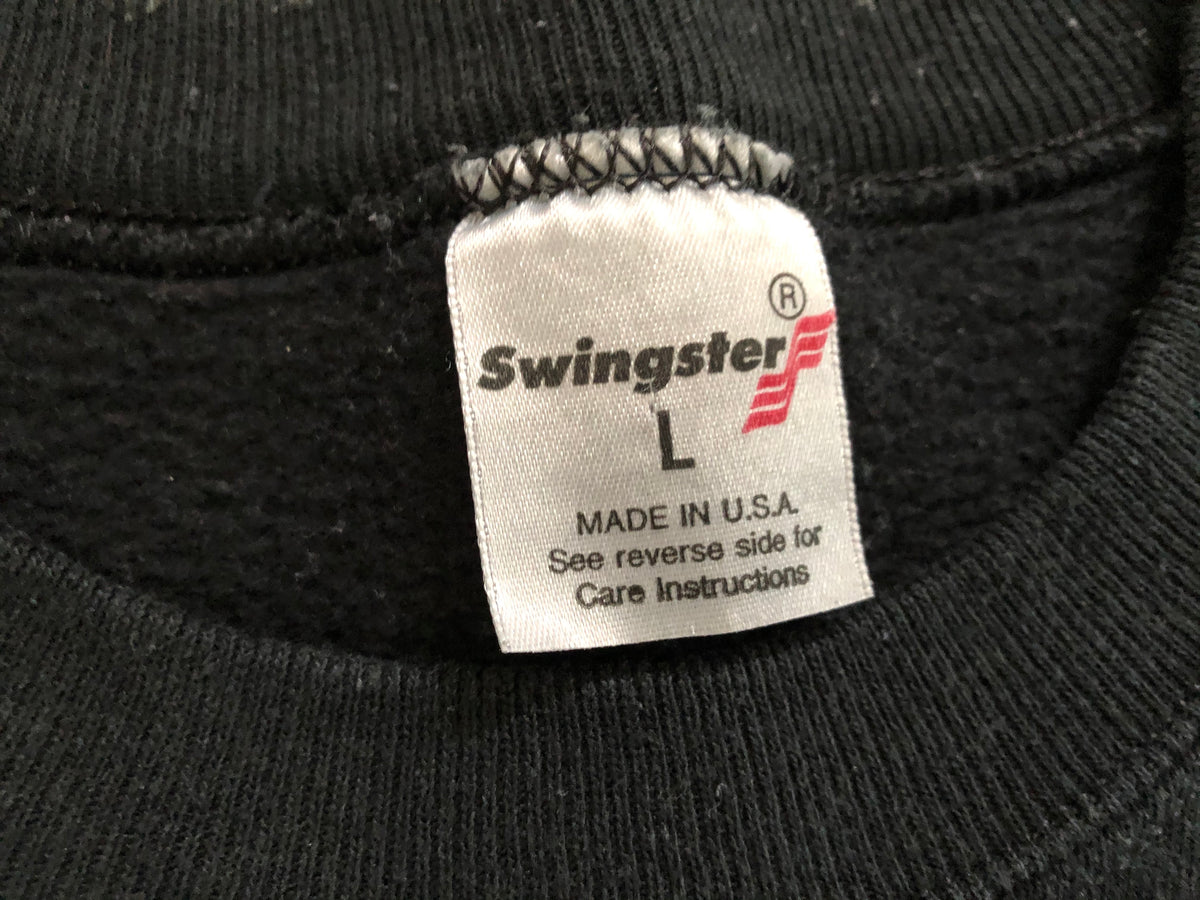 ®
Swingster
L
MADE IN U.S.A.
See reverse side for
Care Instructions